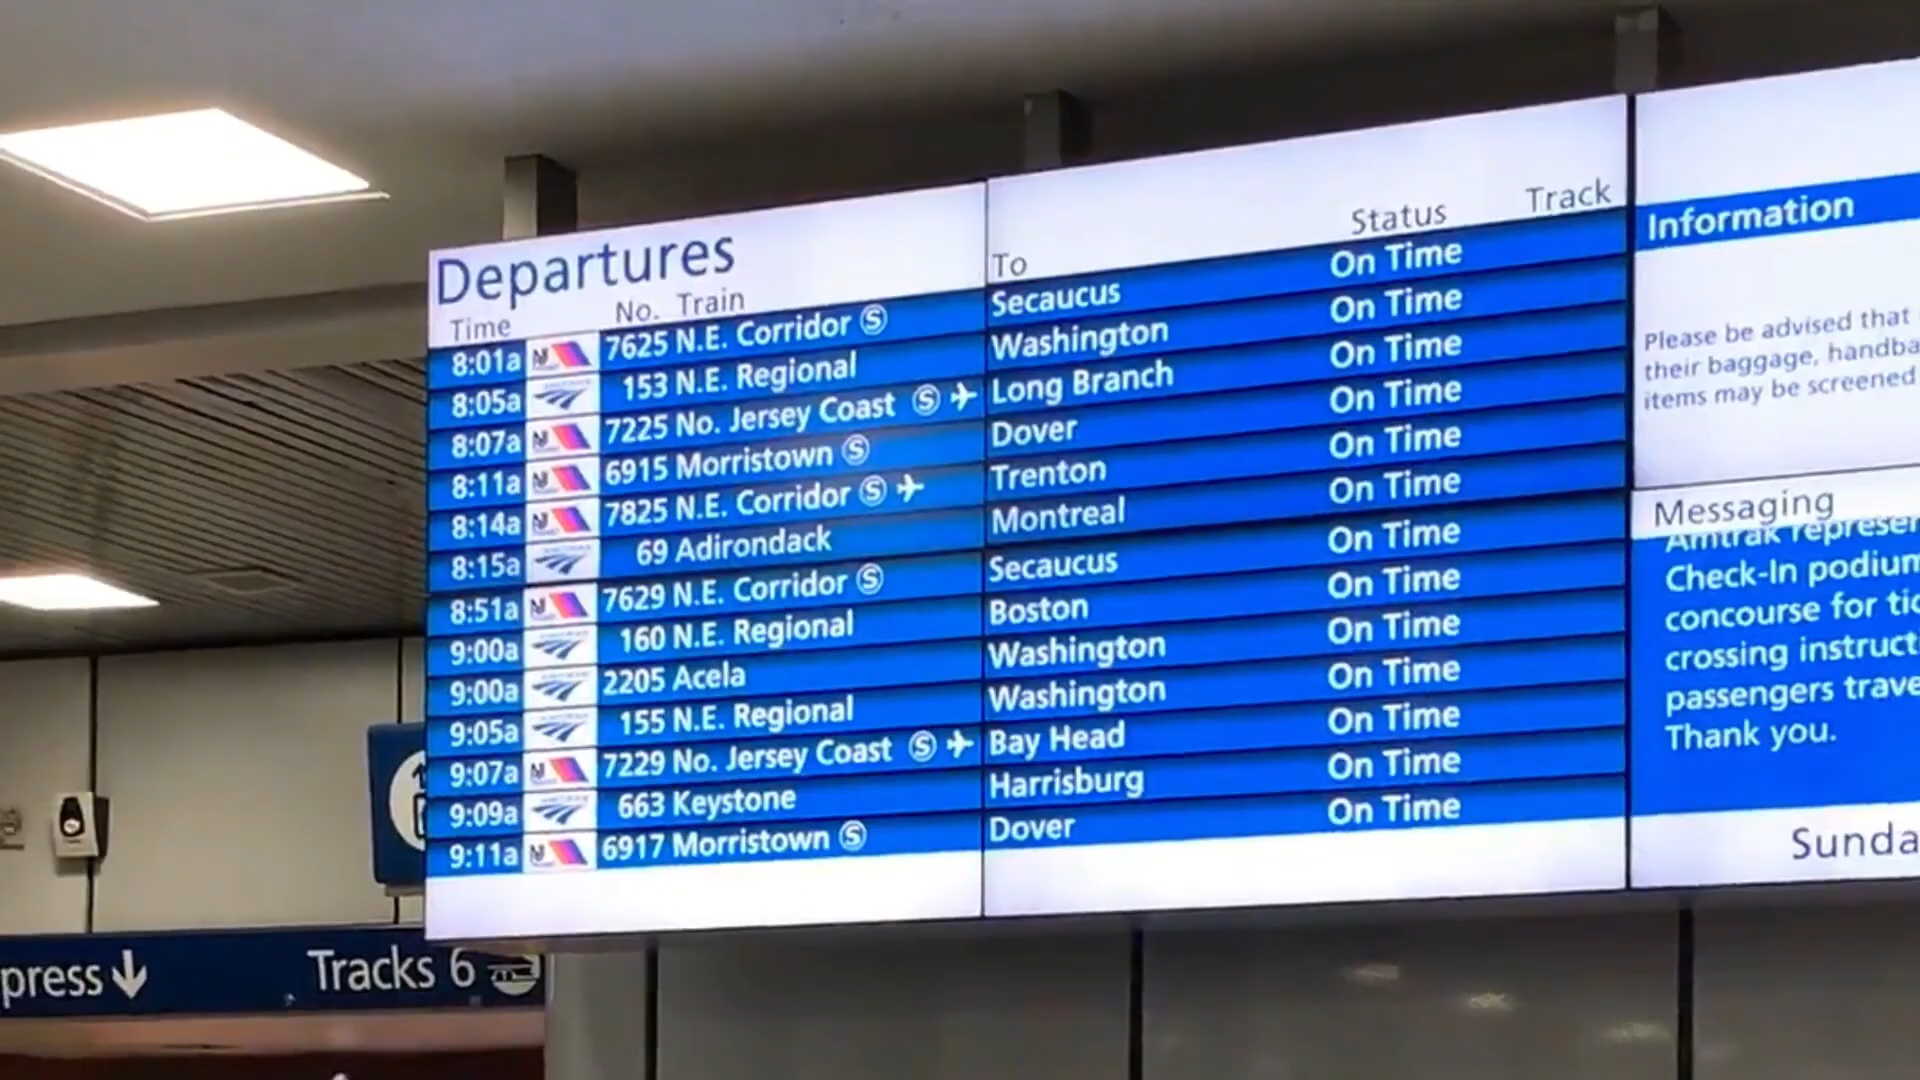 Departures
Time No. Train To Status Track
8:01a 7625 N.E. Corridor Ⓢ Secaucus On Time
8:05a 153 N.E. Regional Washington On Time
8:07a 7225 No. Jersey Coast Ⓢ ✈ Long Branch On Time
8:11a 6915 Morristown Ⓢ Dover On Time
8:14a 7825 N.E. Corridor Ⓢ ✈ Trenton On Time
8:15a 69 Adirondack Montreal On Time
8:51a 7629 N.E. Corridor Ⓢ Secaucus On Time
9:00a 160 N.E. Regional Boston On Time
9:00a 2205 Acela Washington On Time
9:05a 155 N.E. Regional Washington On Time
9:07a 7229 No. Jersey Coast Ⓢ ✈ Bay Head On Time
9:09a 663 Keystone Harrisburg On Time
9:11a 6917 Morristown Ⓢ Dover On Time
Information
Please be advised that
their baggage, handba
items may be screened
Messaging
Amtrak represen
Check-In podium
concourse for tic
crossing instructi
passengers trave
Thank you.
Sunda
press ↓
Tracks 6